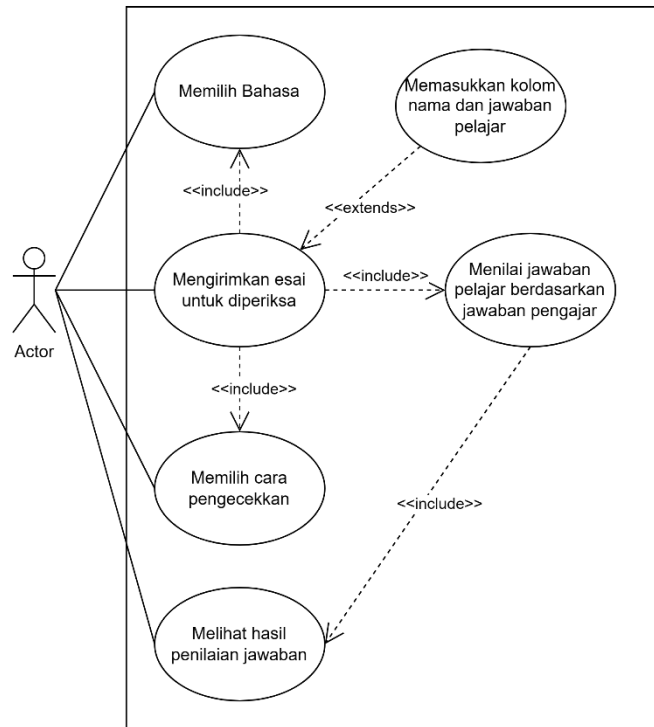 Memilih Bahasa
Memasukkan kolom
nama dan jawaban
pelajar
<<include>>
<<extends>>
Mengirimkan esai
untuk diperiksa
<<include>>
Menilai jawaban
pelajar berdasarkan
jawaban pengajar
Actor
<<include>>
Memilih cara
pengecekkan
<<include>>
Melihat hasil
penilaian jawaban